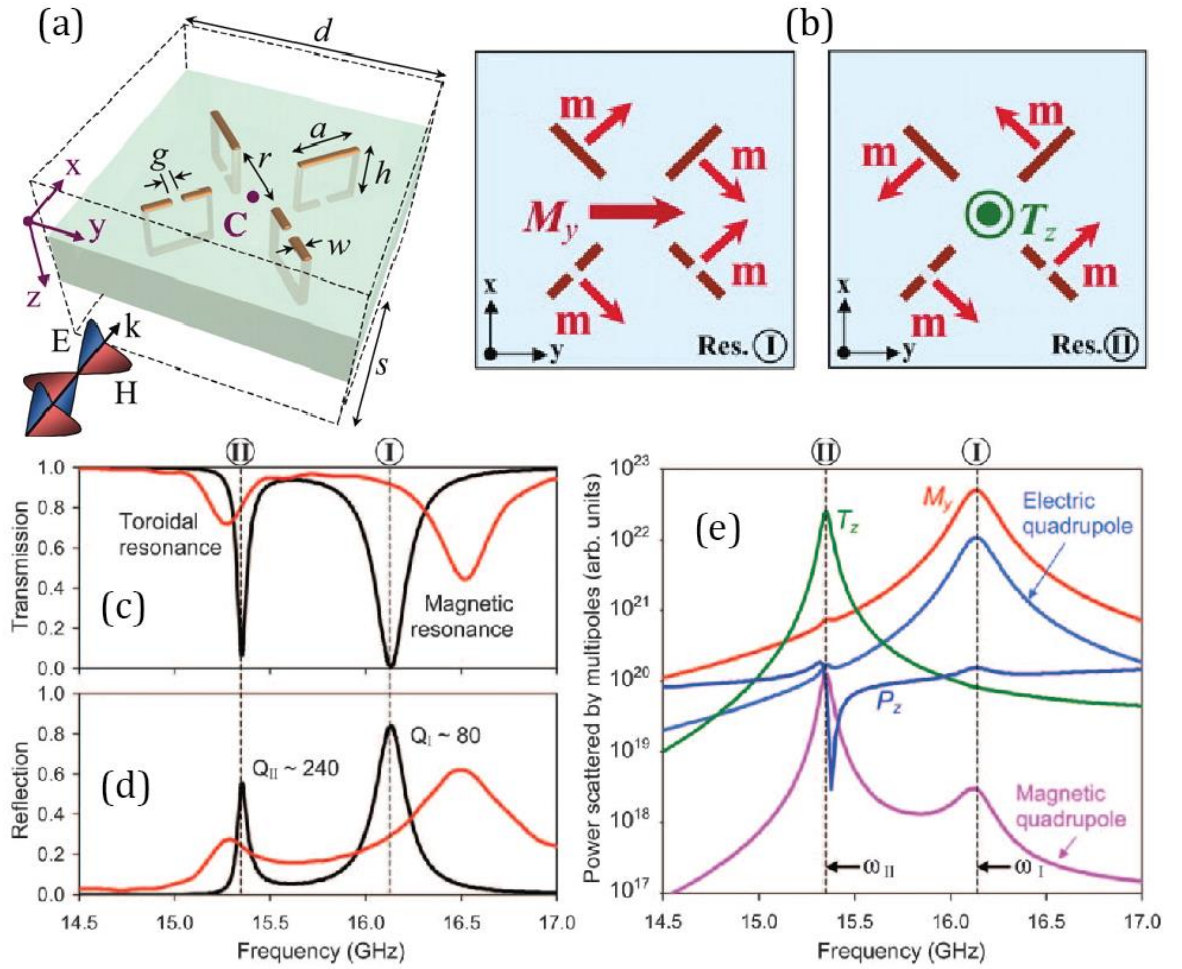 (a)
d
a
g
r
h
C
w
x
y
z
E
k
H
s
(b)
m
m
M_y
m
m
x
y
Res. Ⓘ
m
m
T_z
m
m
x
y
Res. Ⅱ
Ⅱ
Ⅰ
1.0
0.8
0.6
0.4
0.2
0.0
Transmission
Toroidal
resonance
(c)
Magnetic
resonance
1.0
0.8
0.6
0.4
0.2
0.0
Reflection
(d)
Q_II ~ 240
Q_I ~ 80
14.5 15.0 15.5 16.0 16.5 17.0
Frequency (GHz)
Ⅱ
Ⅰ
10^23
10^22
10^21
10^20
10^19
10^18
10^17
Power scattered by multipoles (arb. units)
T_z
(e)
M_y
Electric
quadrupole
P_z
Magnetic
quadrupole
ω_II
ω_I
14.5 15.0 15.5 16.0 16.5 17.0
Frequency (GHz)